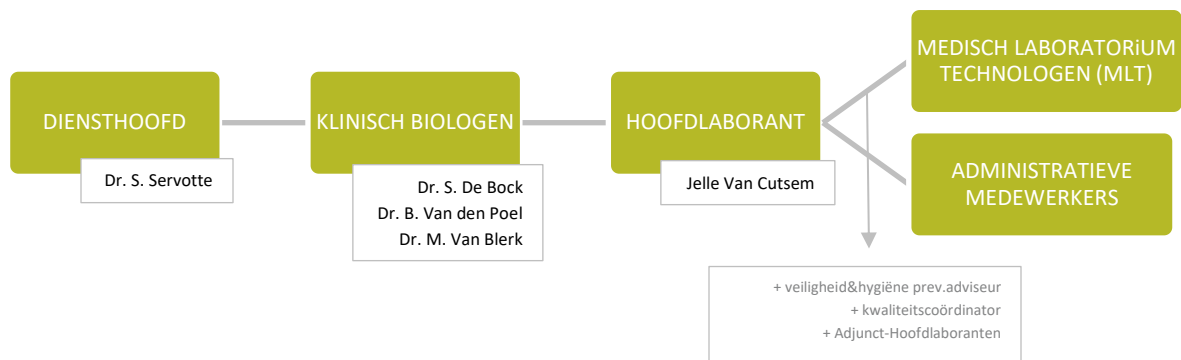 DIENSTHOOFD
Dr. S. Servotte
KLINISCH BIOLOGEN
Dr. S. De Bock
Dr. B. Van den Poel
Dr. M. Van Blerk
HOOFDLABORANT
Jelle Van Cutsem
MEDISCH LABORATORiUM
TECHNOLOGEN (MLT)
ADMINISTRATIEVE
MEDEWERKERS
+ veiligheid&hygiëne prev.adviseur
+ kwaliteitscoördinator
+ Adjunct-Hoofdlaboranten